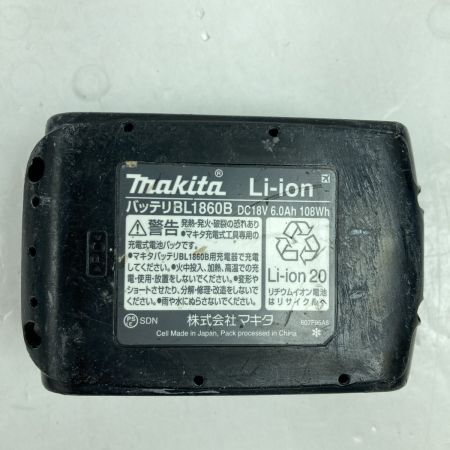 makita® Li-ion
バッテリBL1860B DC18V 6.0Ah 108Wh
警告 発熱・発火・破裂の恐れあり
●マキタ充電式工具専用の
充電式電池パックです。
●マキタバッテリBL1860B用充電器で充電
してください。●火中投入、加熱、高温での充
電・使用・放置をしないでください。●変形や
ショートさせたり、分解・修理・改造をしないで
ください。●雨や水にぬらさないでください。
Li-ion 20
リチウムイオン電池
はリサイクルへ
PS E SDN 株式会社マキタ
Cell Made in Japan, Pack processed in China